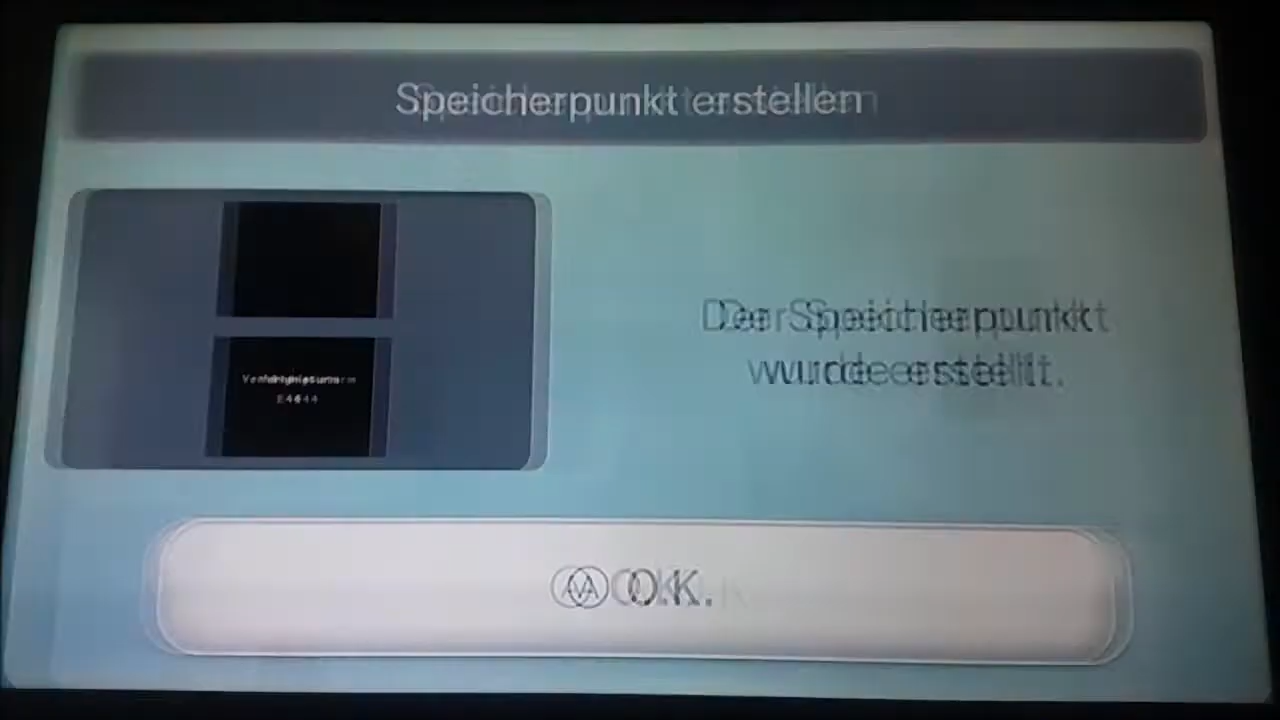 Speicherpunkt erstellen
Der Speicherpunkt
wurde erstellt.
Ⓐ O.K.